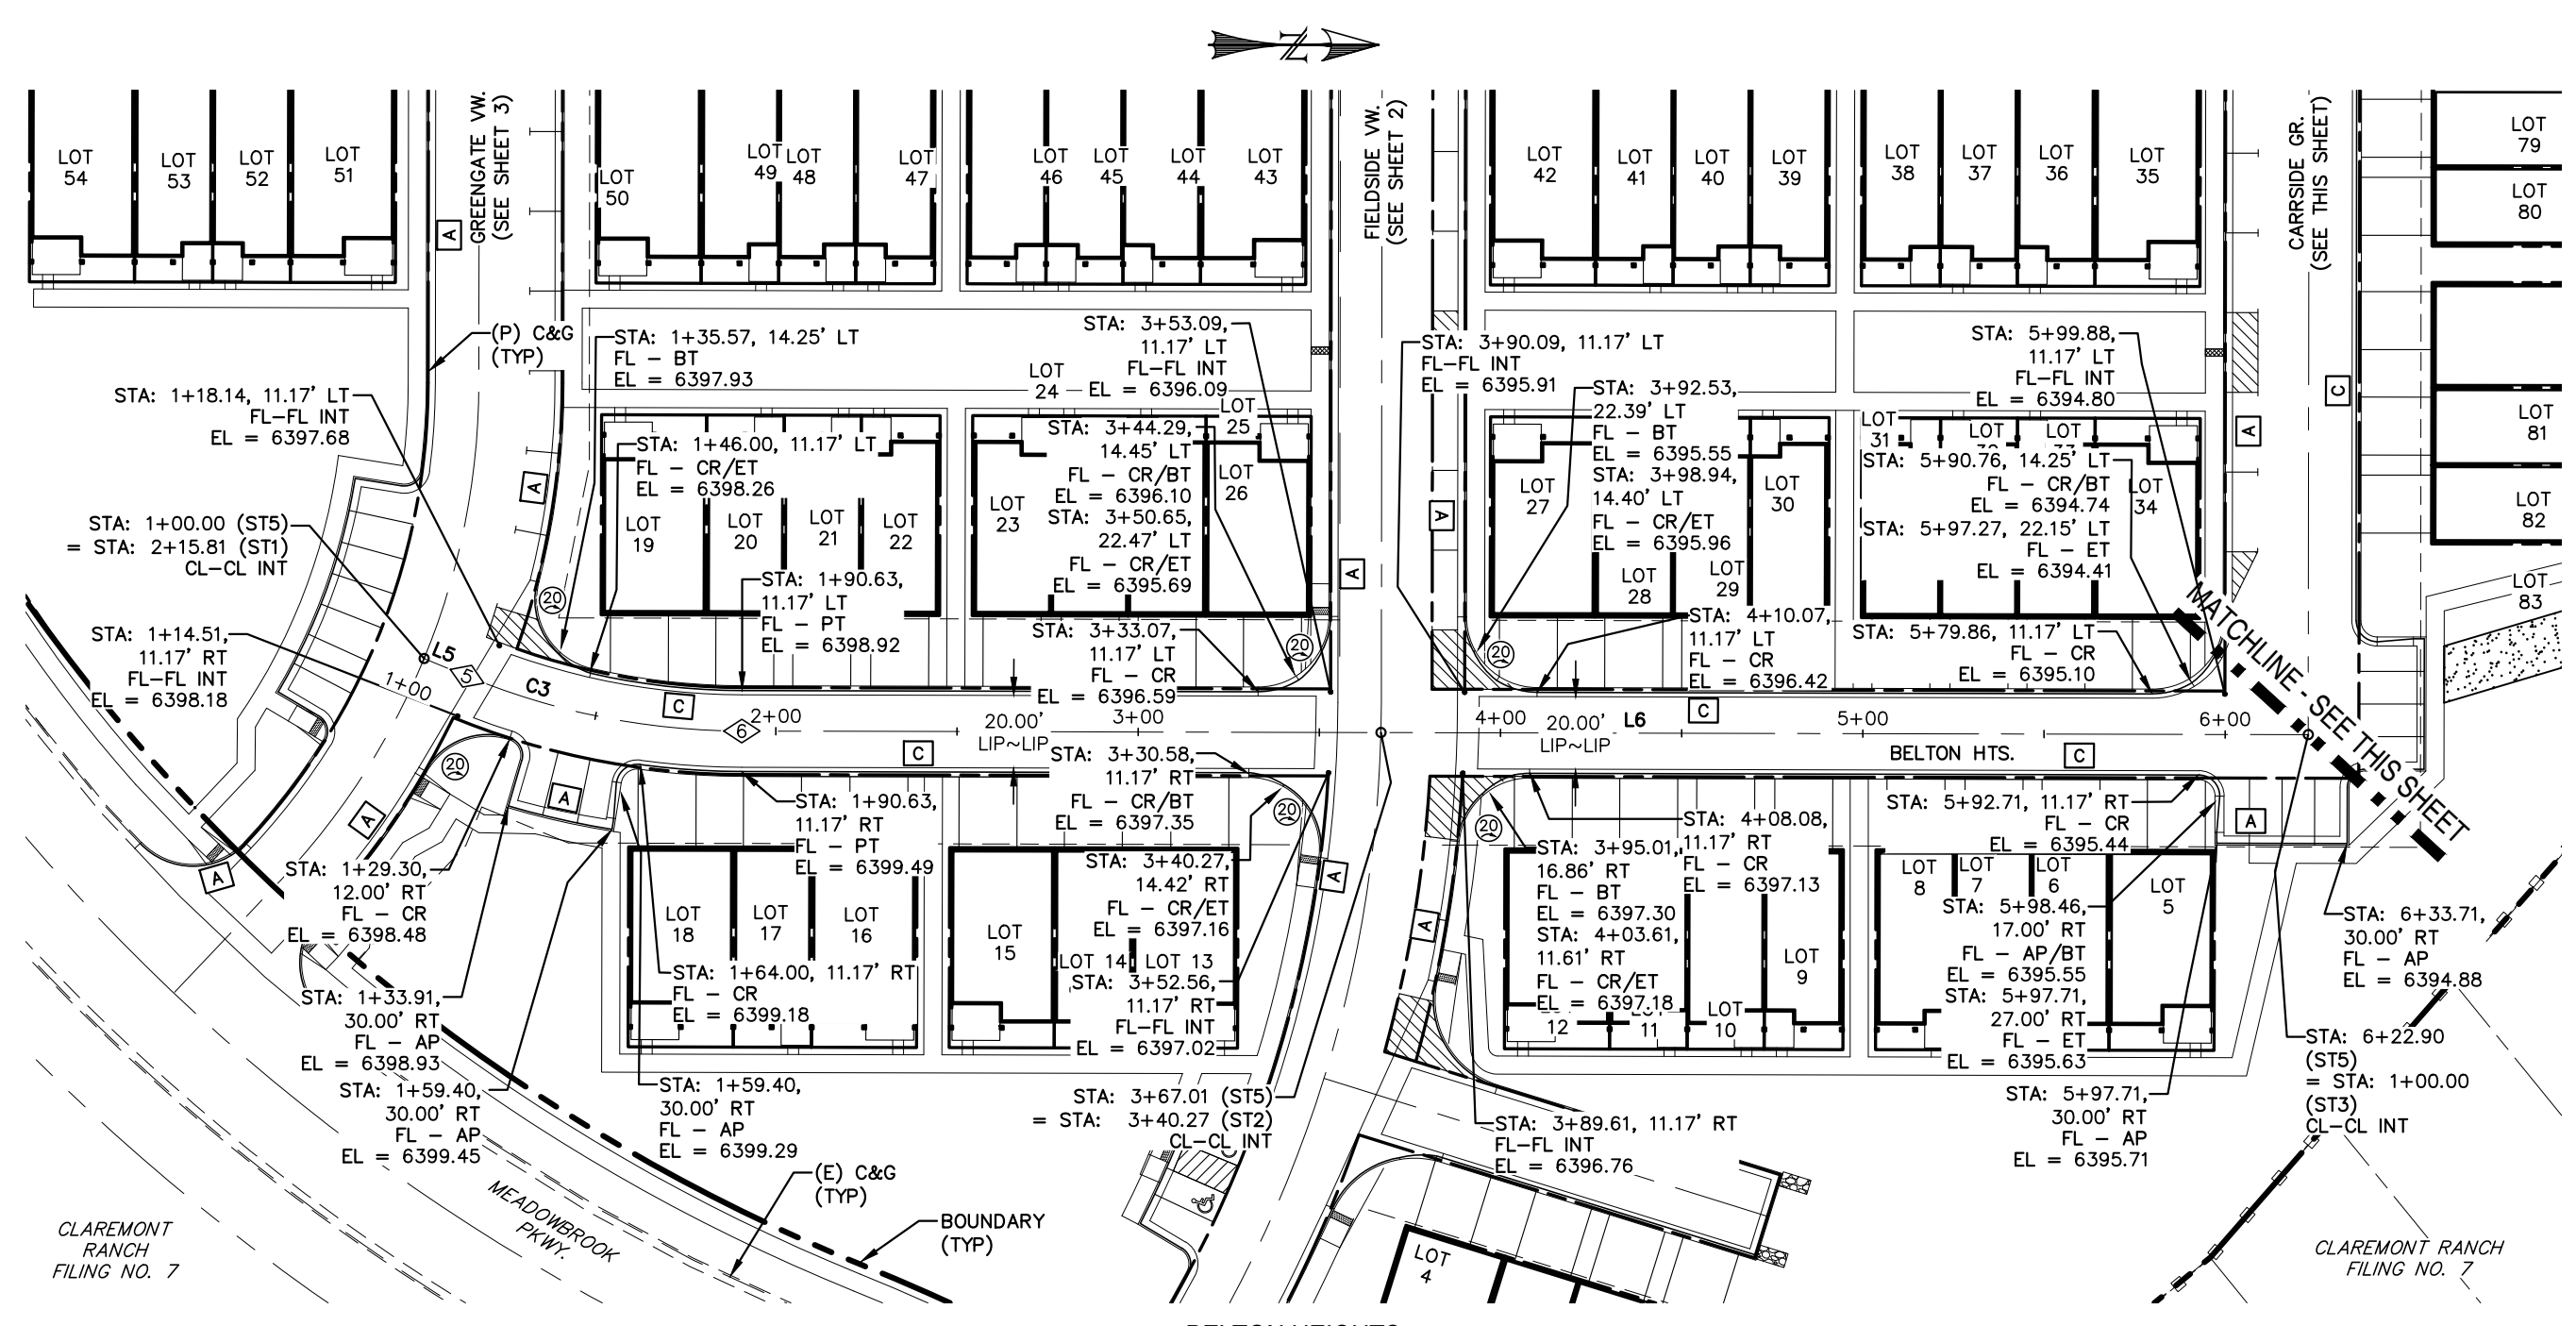 N
LOT
54
LOT
53
LOT
52
LOT
51
GREENGATE VW.
(SEE SHEET 3)
LOT
50
LOT
49
LOT
48
LOT
47
LOT
46
LOT
45
LOT
44
LOT
43
FIELDSIDE VW.
(SEE SHEET 2)
LOT
42
LOT
41
LOT
40
LOT
39
LOT
38
LOT
37
LOT
36
LOT
35
CARRSIDE GR.
(SEE THIS SHEET)
LOT
79
LOT
80
LOT
81
LOT
82
LOT
83
A
(P) C&G
(TYP)
STA: 1+18.14, 11.17' LT
FL-FL INT
EL = 6397.68
STA: 1+00.00 (ST5)
= STA: 2+15.81 (ST1)
CL-CL INT
STA: 1+14.51,
11.17' RT
FL-FL INT
EL = 6398.18
STA: 1+35.57, 14.25' LT
FL - BT
EL = 6397.93
STA: 1+46.00, 11.17' LT
FL - CR/ET
EL = 6398.26
LOT
19
LOT
20
LOT
21
LOT
22
STA: 1+90.63,
11.17' LT
FL - PT
EL = 6398.92
A
20
LOT
24
STA: 3+53.09,
11.17' LT
FL-FL INT
EL = 6396.09
LOT
25
STA: 3+44.29,
14.45' LT
FL - CR/BT
EL = 6396.10
STA: 3+50.65,
22.47' LT
FL - CR/ET
EL = 6395.69
LOT
23
LOT
26
STA: 3+33.07,
11.17' LT
FL - CR
EL = 6396.59
20
A
A
STA: 3+90.09, 11.17' LT
FL-FL INT
EL = 6395.91
STA: 3+92.53,
22.39' LT
FL - BT
EL = 6395.55
STA: 3+98.94,
14.40' LT
FL - CR/ET
EL = 6395.96
LOT
27
LOT
28
LOT
29
LOT
30
STA: 4+10.07,
11.17' LT
FL - CR
EL = 6396.42
20
STA: 5+99.88,
11.17' LT
FL-FL INT
EL = 6394.80
LOT
31
LOT
LOT
STA: 5+90.76, 14.25' LT
FL - CR/BT
EL = 6394.74
LOT
34
STA: 5+97.27, 22.15' LT
FL - ET
EL = 6394.41
STA: 5+79.86, 11.17' LT
FL - CR
EL = 6395.10
A
C
MATCHLINE - SEE THIS SHEET
L5
5
1+00
C3
C
6
2+00
20.00'
LIP~LIP
3+00
C
4+00
20.00'
LIP~LIP
L6
C
5+00
BELTON HTS.
C
6+00
20
A
A
A
STA: 1+29.30,
12.00' RT
FL - CR
EL = 6398.48
STA: 1+33.91,
30.00' RT
FL - AP
EL = 6398.93
STA: 1+59.40,
30.00' RT
FL - AP
EL = 6399.45
STA: 1+90.63,
11.17' RT
FL - PT
EL = 6399.49
LOT
18
LOT
17
LOT
16
STA: 1+64.00, 11.17' RT
FL - CR
EL = 6399.18
STA: 1+59.40,
30.00' RT
FL - AP
EL = 6399.29
STA: 3+30.58,
11.17' RT
FL - CR/BT
EL = 6397.35
STA: 3+40.27,
14.42' RT
FL - CR/ET
EL = 6397.16
LOT
15
LOT 14
LOT 13
STA: 3+52.56,
11.17' RT
FL-FL INT
EL = 6397.02
STA: 3+67.01 (ST5)
= STA: 3+40.27 (ST2)
CL-CL INT
20
A
A
20
STA: 3+95.01,
16.86' RT
FL - BT
EL = 6397.30
STA: 4+03.61,
11.61' RT
FL - CR/ET
EL = 6397.18
STA: 4+08.08,
11.17' RT
FL - CR
EL = 6397.13
12
11
LOT
10
LOT
9
STA: 3+89.61, 11.17' RT
FL-FL INT
EL = 6396.76
STA: 5+92.71, 11.17' RT
FL - CR
EL = 6395.44
A
LOT
8
LOT
7
LOT
6
LOT
5
STA: 5+98.46,
17.00' RT
FL - AP/BT
EL = 6395.55
STA: 5+97.71,
27.00' RT
FL - ET
EL = 6395.63
STA: 5+97.71,
30.00' RT
FL - AP
EL = 6395.71
STA: 6+33.71,
30.00' RT
FL - AP
EL = 6394.88
STA: 6+22.90
(ST5)
= STA: 1+00.00
(ST3)
CL-CL INT
(E) C&G
(TYP)
BOUNDARY
(TYP)
MEADOWBROOK
PKWY.
CLAREMONT
RANCH
FILING NO. 7
LOT
4
CLAREMONT RANCH
FILING NO. 7